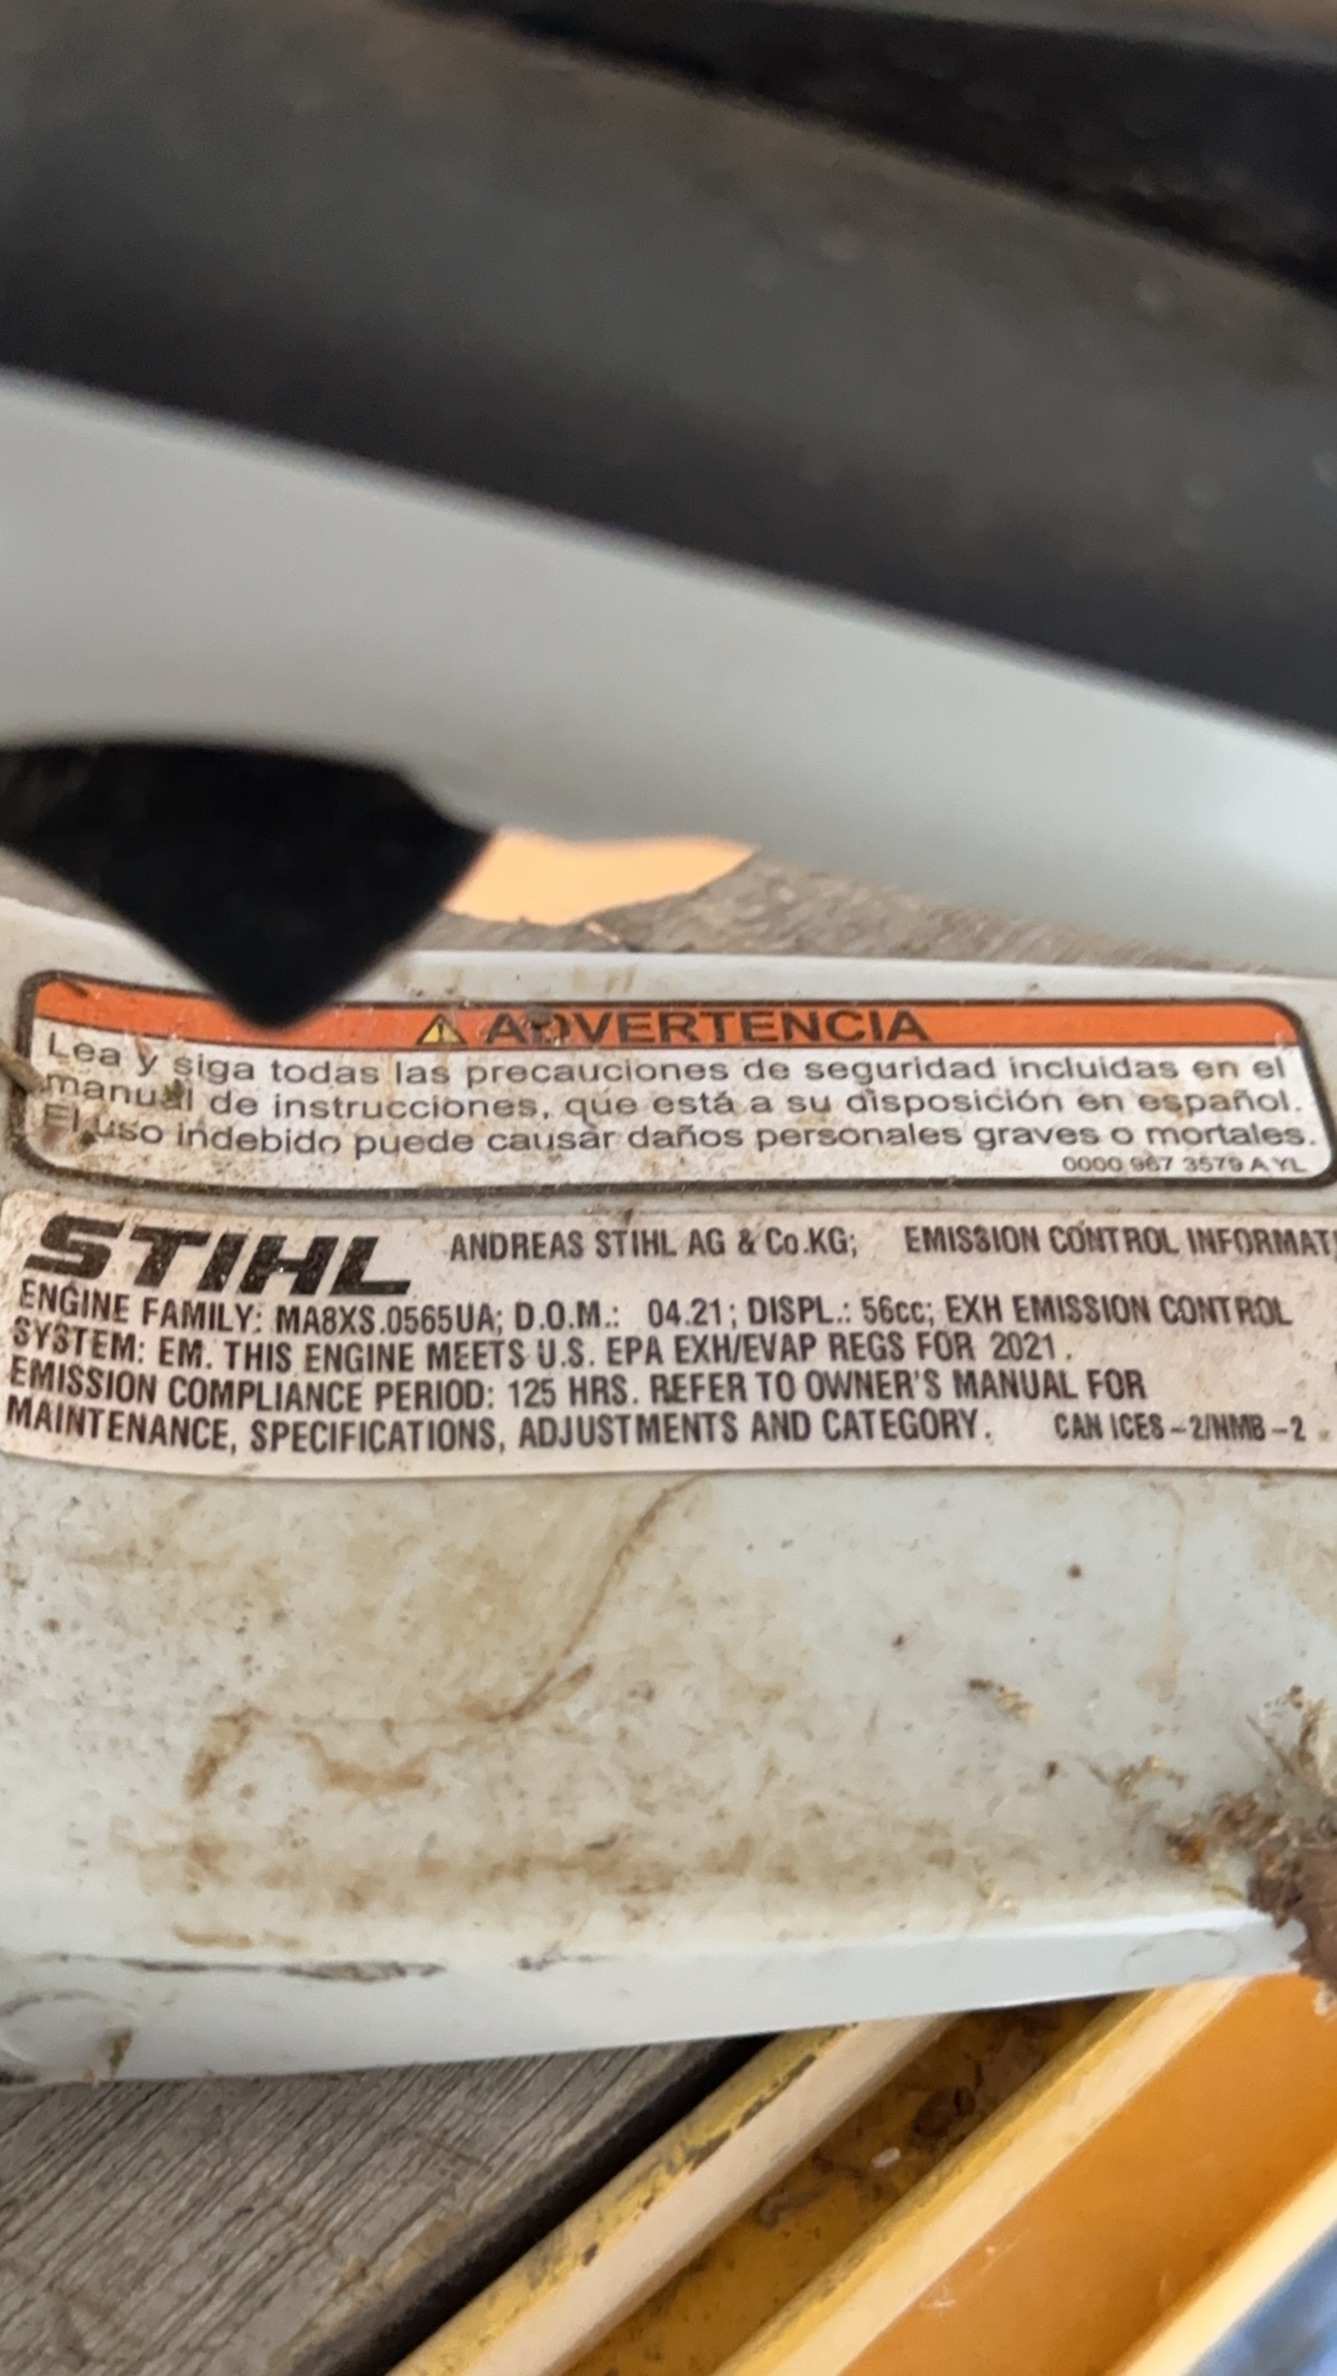 ADVERTENCIA
Lea y siga todas las precauciones de seguridad incluidas en el
manual de instrucciones, que está a su disposición en español.
El uso indebido puede causar daños personales graves o mortales.
0000 967 3579 A YL
STIHL ANDREAS STIHL AG & Co.KG; EMISSION CONTROL INFORMATI
ENGINE FAMILY: MA8XS.0565UA; D.O.M.: 04.21; DISPL.: 56cc; EXH EMISSION CONTROL
SYSTEM: EM. THIS ENGINE MEETS U.S. EPA EXH/EVAP REGS FOR 2021.
EMISSION COMPLIANCE PERIOD: 125 HRS. REFER TO OWNER'S MANUAL FOR
MAINTENANCE, SPECIFICATIONS, ADJUSTMENTS AND CATEGORY. CAN ICES-2/NMB-2